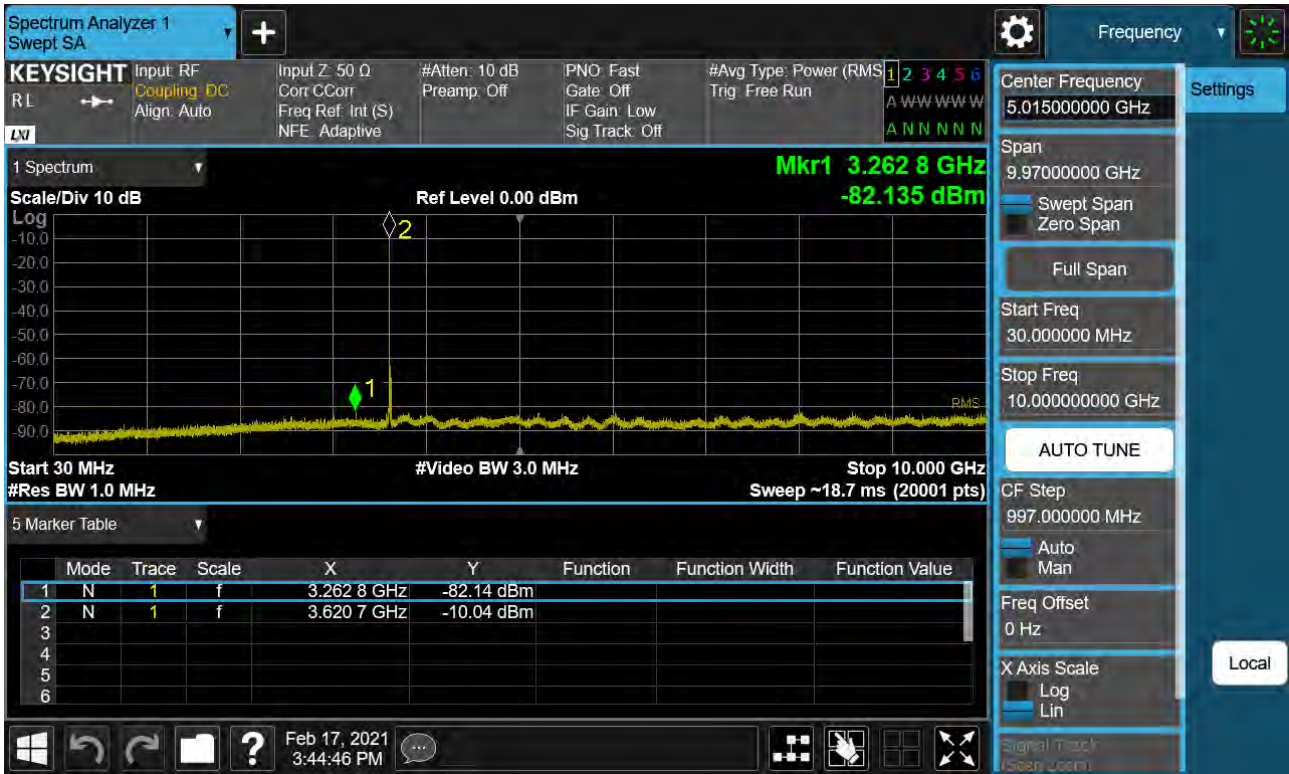 Spectrum Analyzer 1
Swept SA
Frequency
KEYSIGHT
RL
LXI
Input: RF
Coupling: DC
Align: Auto
Input Z: 50 Ω
Corr CCorr
Freq Ref: Int (S)
NFE: Adaptive
#Atten: 10 dB
Preamp: Off
PNO: Fast
Gate: Off
IF Gain: Low
Sig Track: Off
#Avg Type: Power (RMS
Trig: Free Run
1 2 3 4 5 6
A W W W W W
A N N N N N
1 Spectrum
Mkr1 3.262 8 GHz
Scale/Div 10 dB
Ref Level 0.00 dBm
-82.135 dBm
Log
2
-10.0
-20.0
-30.0
-40.0
-50.0
-60.0
-70.0
1
-80.0
RMS
-90.0
Start 30 MHz
#Video BW 3.0 MHz
Stop 10.000 GHz
#Res BW 1.0 MHz
Sweep ~18.7 ms (20001 pts)
5 Marker Table
Mode Trace Scale X Y Function Function Width Function Value
1 N 1 f 3.262 8 GHz -82.14 dBm
2 N 1 f 3.620 7 GHz -10.04 dBm
3
4
5
6
Feb 17, 2021
3:44:46 PM
Center Frequency
5.015000000 GHz
Span
9.97000000 GHz
Swept Span
Zero Span
Full Span
Start Freq
30.000000 MHz
Stop Freq
10.000000000 GHz
AUTO TUNE
CF Step
997.000000 MHz
Auto
Man
Freq Offset
0 Hz
X Axis Scale
Log
Lin
Signal Track
(Span Zoom)
Settings
Local